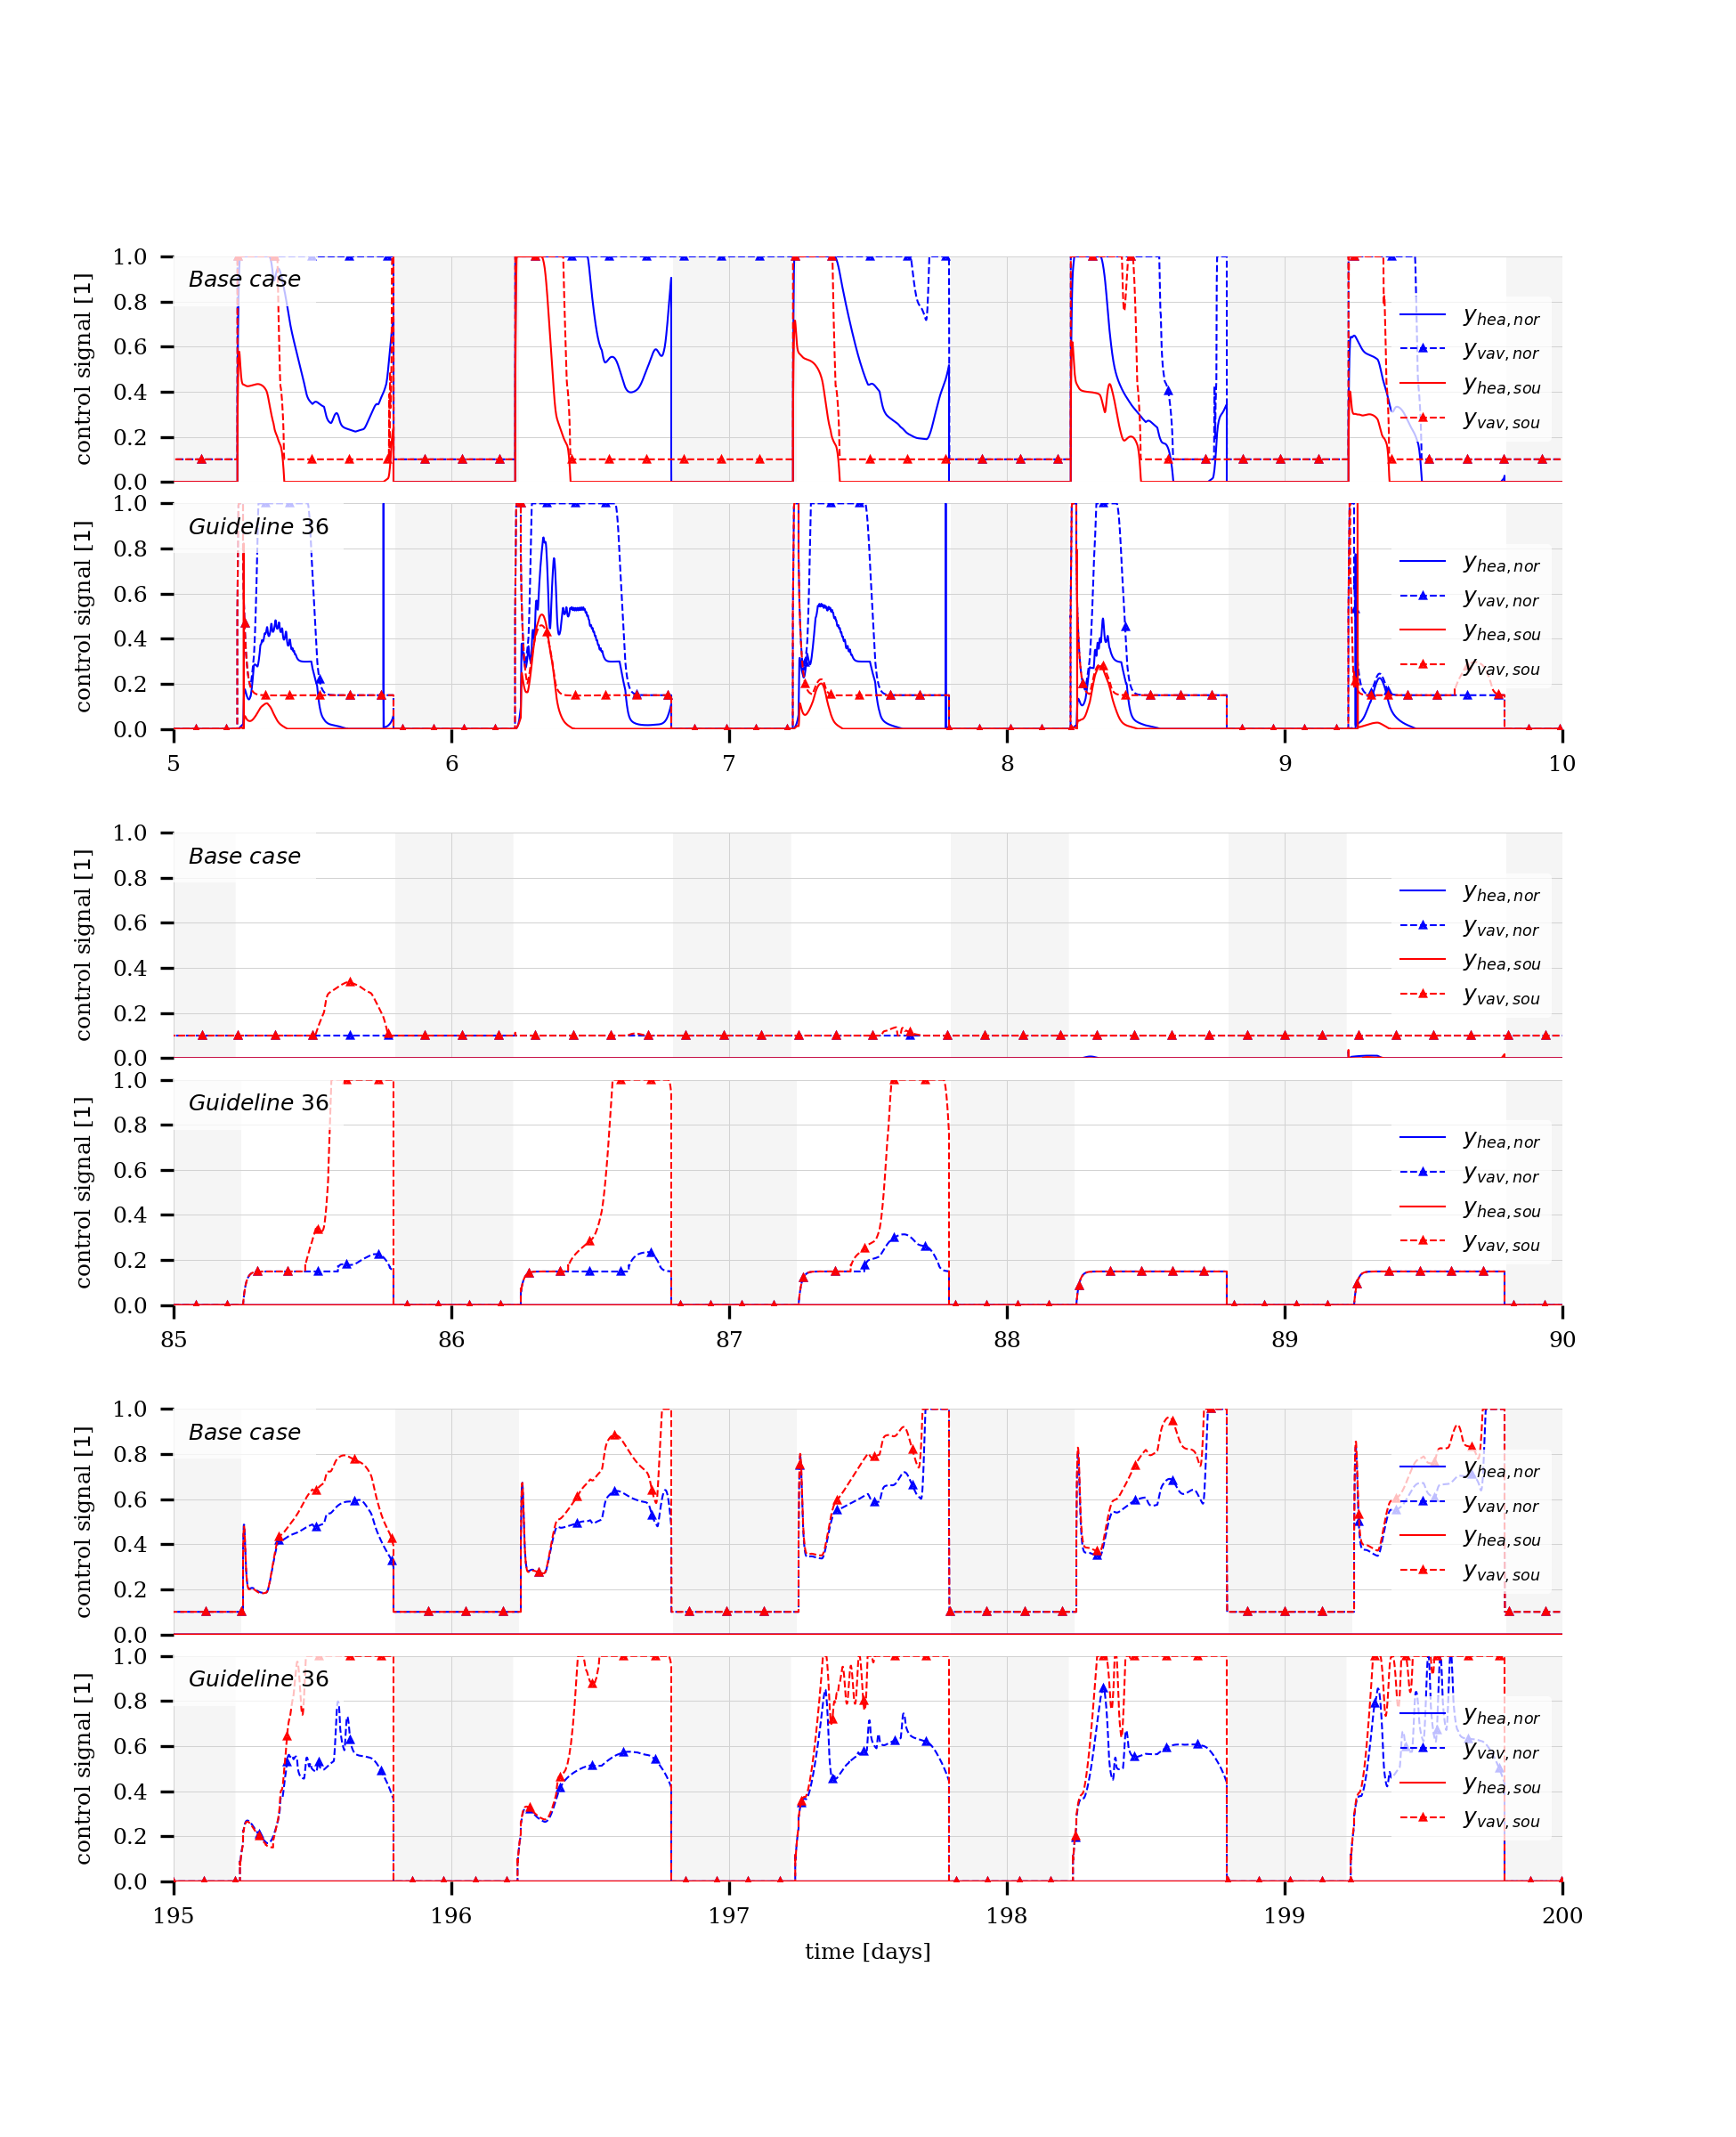 control signal [1]
1.0
0.8
0.6
0.4
0.2
0.0
Base case
y_hea,nor
y_vav,nor
y_hea,sou
y_vav,sou
control signal [1]
1.0
0.8
0.6
0.4
0.2
0.0
Guideline 36
y_hea,nor
y_vav,nor
y_hea,sou
y_vav,sou
5 6 7 8 9 10
control signal [1]
1.0
0.8
0.6
0.4
0.2
0.0
Base case
y_hea,nor
y_vav,nor
y_hea,sou
y_vav,sou
control signal [1]
1.0
0.8
0.6
0.4
0.2
0.0
Guideline 36
y_hea,nor
y_vav,nor
y_hea,sou
y_vav,sou
85 86 87 88 89 90
control signal [1]
1.0
0.8
0.6
0.4
0.2
0.0
Base case
y_hea,nor
y_vav,nor
y_hea,sou
y_vav,sou
control signal [1]
1.0
0.8
0.6
0.4
0.2
0.0
Guideline 36
y_hea,nor
y_vav,nor
y_hea,sou
y_vav,sou
195 196 197 198 199 200
time [days]